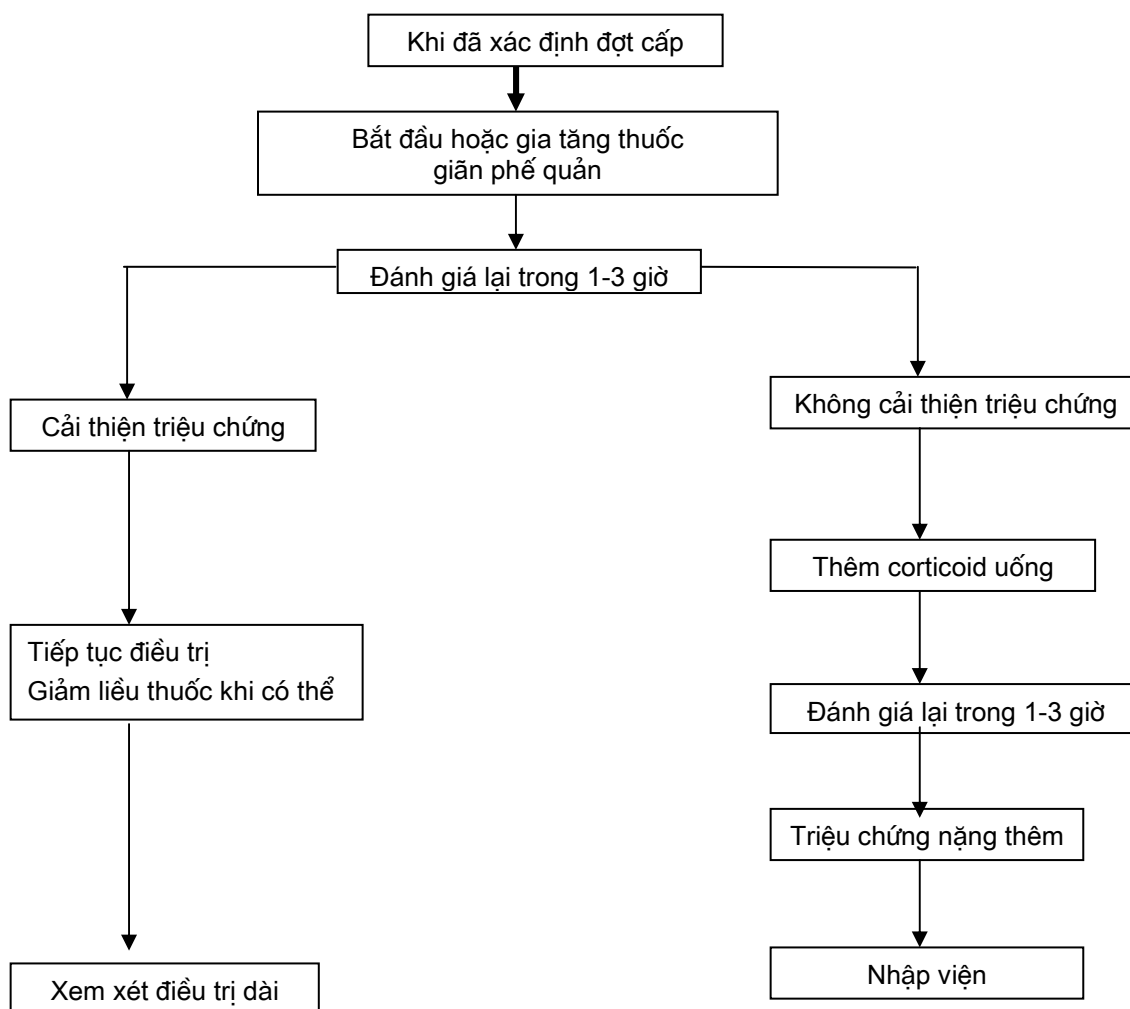 Khi đã xác định đợt cấp
Bắt đầu hoặc gia tăng thuốc
giãn phế quản
Đánh giá lại trong 1-3 giờ
Cải thiện triệu chứng
Không cải thiện triệu chứng
Thêm corticoid uống
Tiếp tục điều trị
Giảm liều thuốc khi có thể
Đánh giá lại trong 1-3 giờ
Triệu chứng nặng thêm
Nhập viện
Xem xét điều trị dài